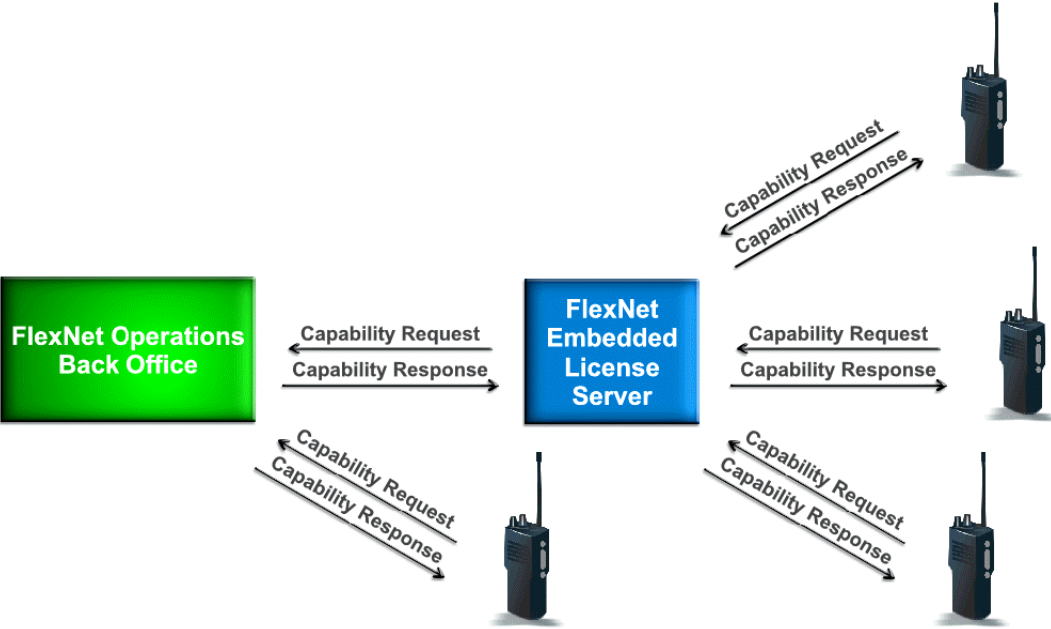 Capability Request
Capability Response
FlexNet Operations
Back Office
Capability Request
Capability Response
FlexNet
Embedded
License
Server
Capability Request
Capability Response
Capability Request
Capability Response
Capability Request
Capability Response